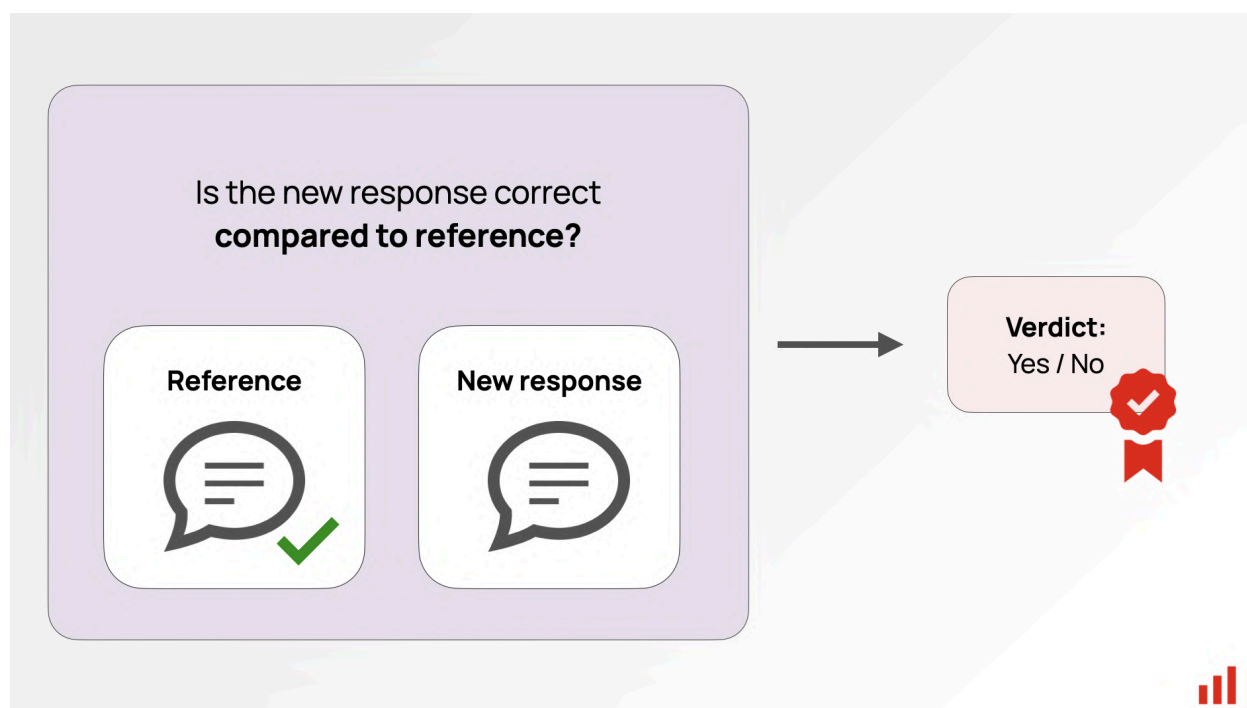 Is the new response correct
compared to reference?
Reference
New response
Verdict:
Yes / No